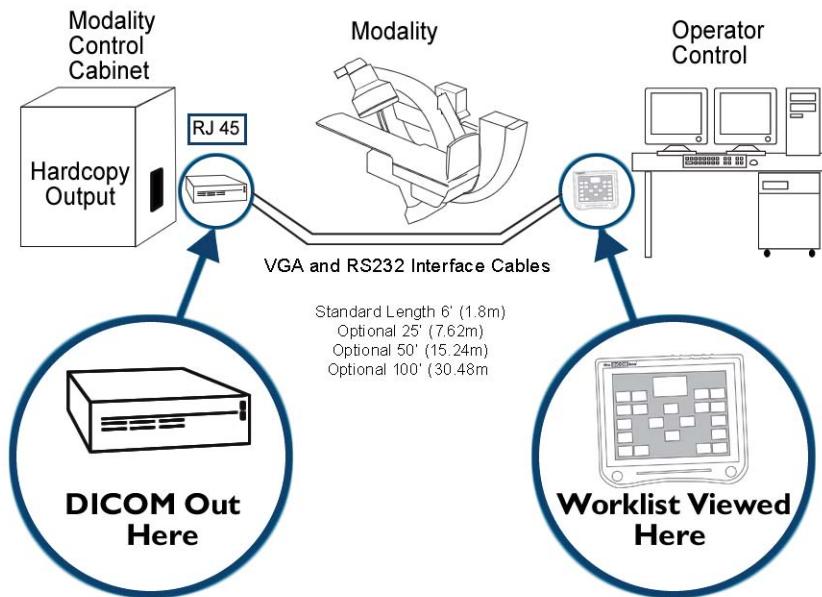 Modality
Control
Cabinet
Modality
Operator
Control
RJ 45
Hardcopy
Output
VGA and RS232 Interface Cables
Standard Length 6' (1.8m)
Optional 25' (7.62m)
Optional 50' (15.24m)
Optional 100' (30.48m
DICOM Out
Here
Worklist Viewed
Here